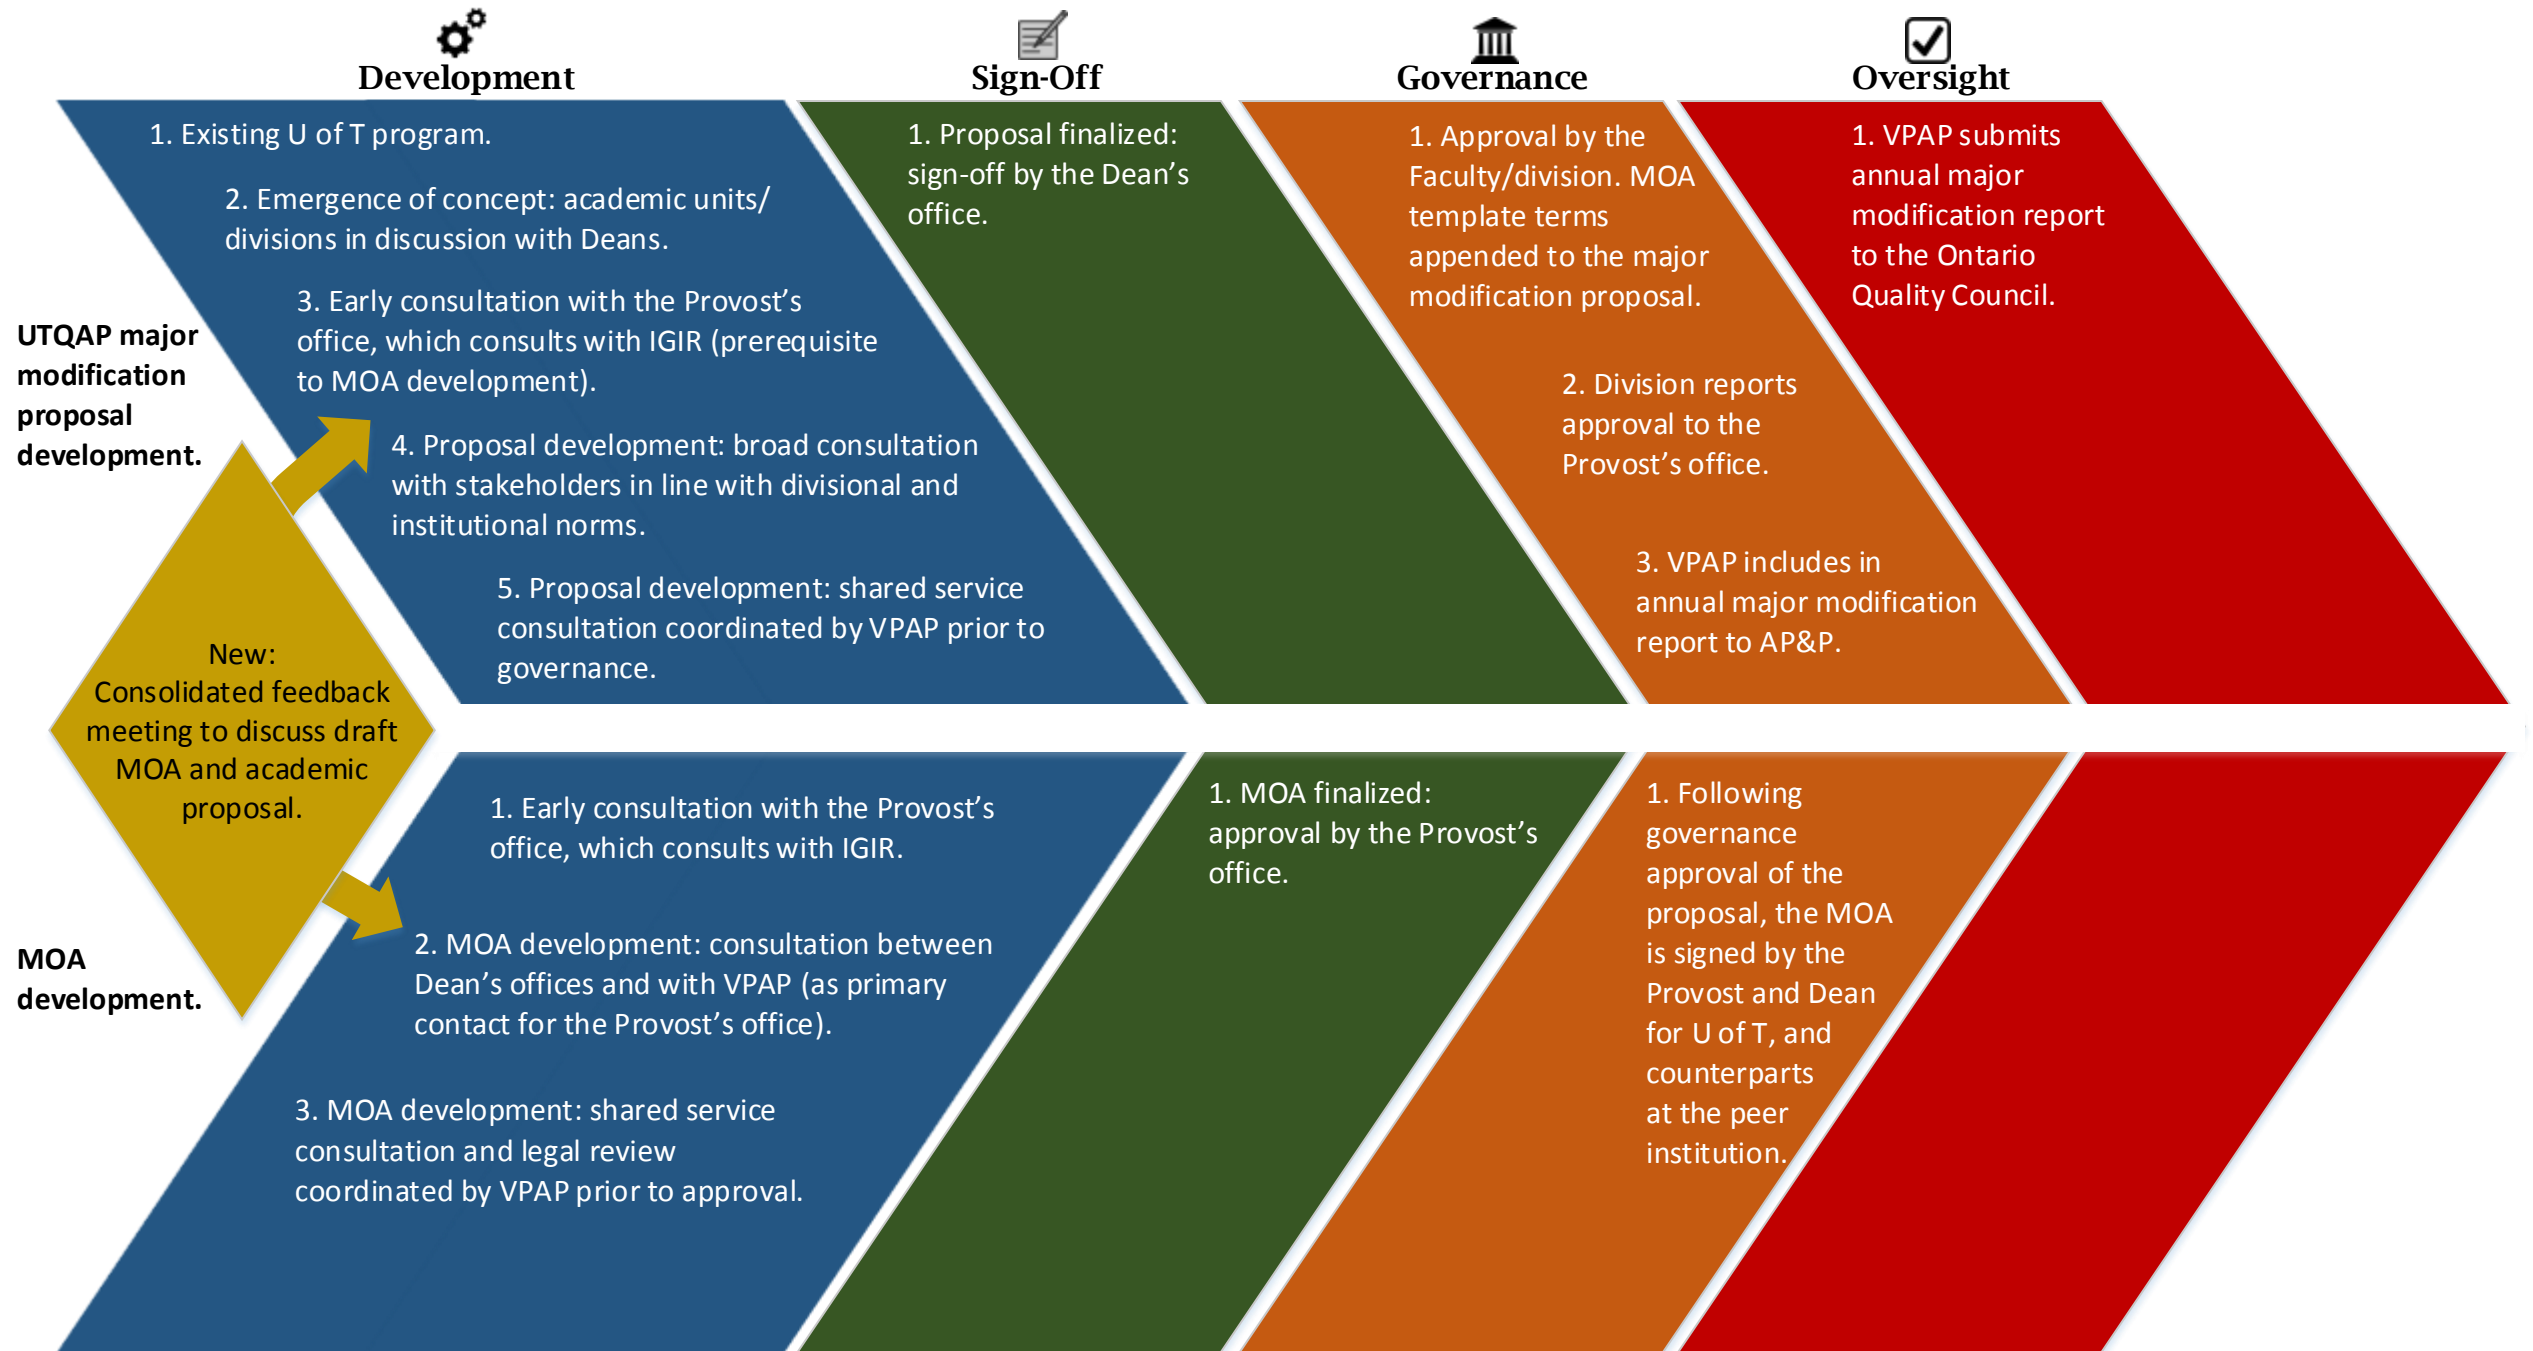 Development
Sign-Off
Governance
Oversight
UTQAP major
modification
proposal
development.
1. Existing U of T program.
2. Emergence of concept: academic units/
divisions in discussion with Deans.
3. Early consultation with the Provost’s
office, which consults with IGIR (prerequisite
to MOA development).
4. Proposal development: broad consultation
with stakeholders in line with divisional and
institutional norms.
5. Proposal development: shared service
consultation coordinated by VPAP prior to
governance.
1. Proposal finalized:
sign-off by the Dean’s
office.
1. Approval by the
Faculty/division. MOA
template terms
appended to the major
modification proposal.
2. Division reports
approval to the
Provost’s office.
3. VPAP includes in
annual major modification
report to AP&P.
1. VPAP submits
annual major
modification report
to the Ontario
Quality Council.
New:
Consolidated feedback
meeting to discuss draft
MOA and academic
proposal.
MOA
development.
1. Early consultation with the Provost’s
office, which consults with IGIR.
2. MOA development: consultation between
Dean’s offices and with VPAP (as primary
contact for the Provost’s office).
3. MOA development: shared service
consultation and legal review
coordinated by VPAP prior to approval.
1. MOA finalized:
approval by the Provost’s
office.
1. Following
governance
approval of the
proposal, the MOA
is signed by the
Provost and Dean
for U of T, and
counterparts
at the peer
institution.